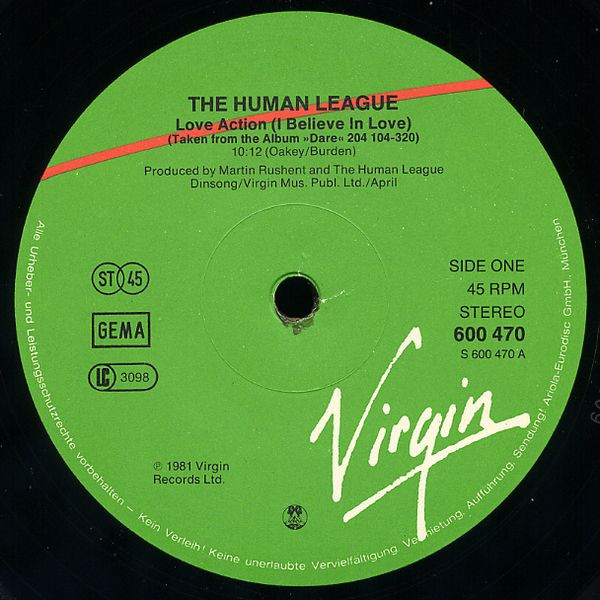 THE HUMAN LEAGUE
Love Action (I Believe In Love)
(Taken from the Album »Dare« 204 104-320)
10:12 (Oakey/Burden)
Produced by Martin Rushent and The Human League
Dinsong/Virgin Mus. Publ. Ltd./April
ST 45
GEMA
LC 3098
SIDE ONE
45 RPM
STEREO
600 470
S 600 470 A
Virgin
℗ 1981 Virgin
Records Ltd.
Alle Urheber- und Leistungsschutzrechte vorbehalten – Kein Verleih! Keine unerlaubte Vervielfältigung, Vermietung, Aufführung, Sendung! Ariola-Eurodisc GmbH, München